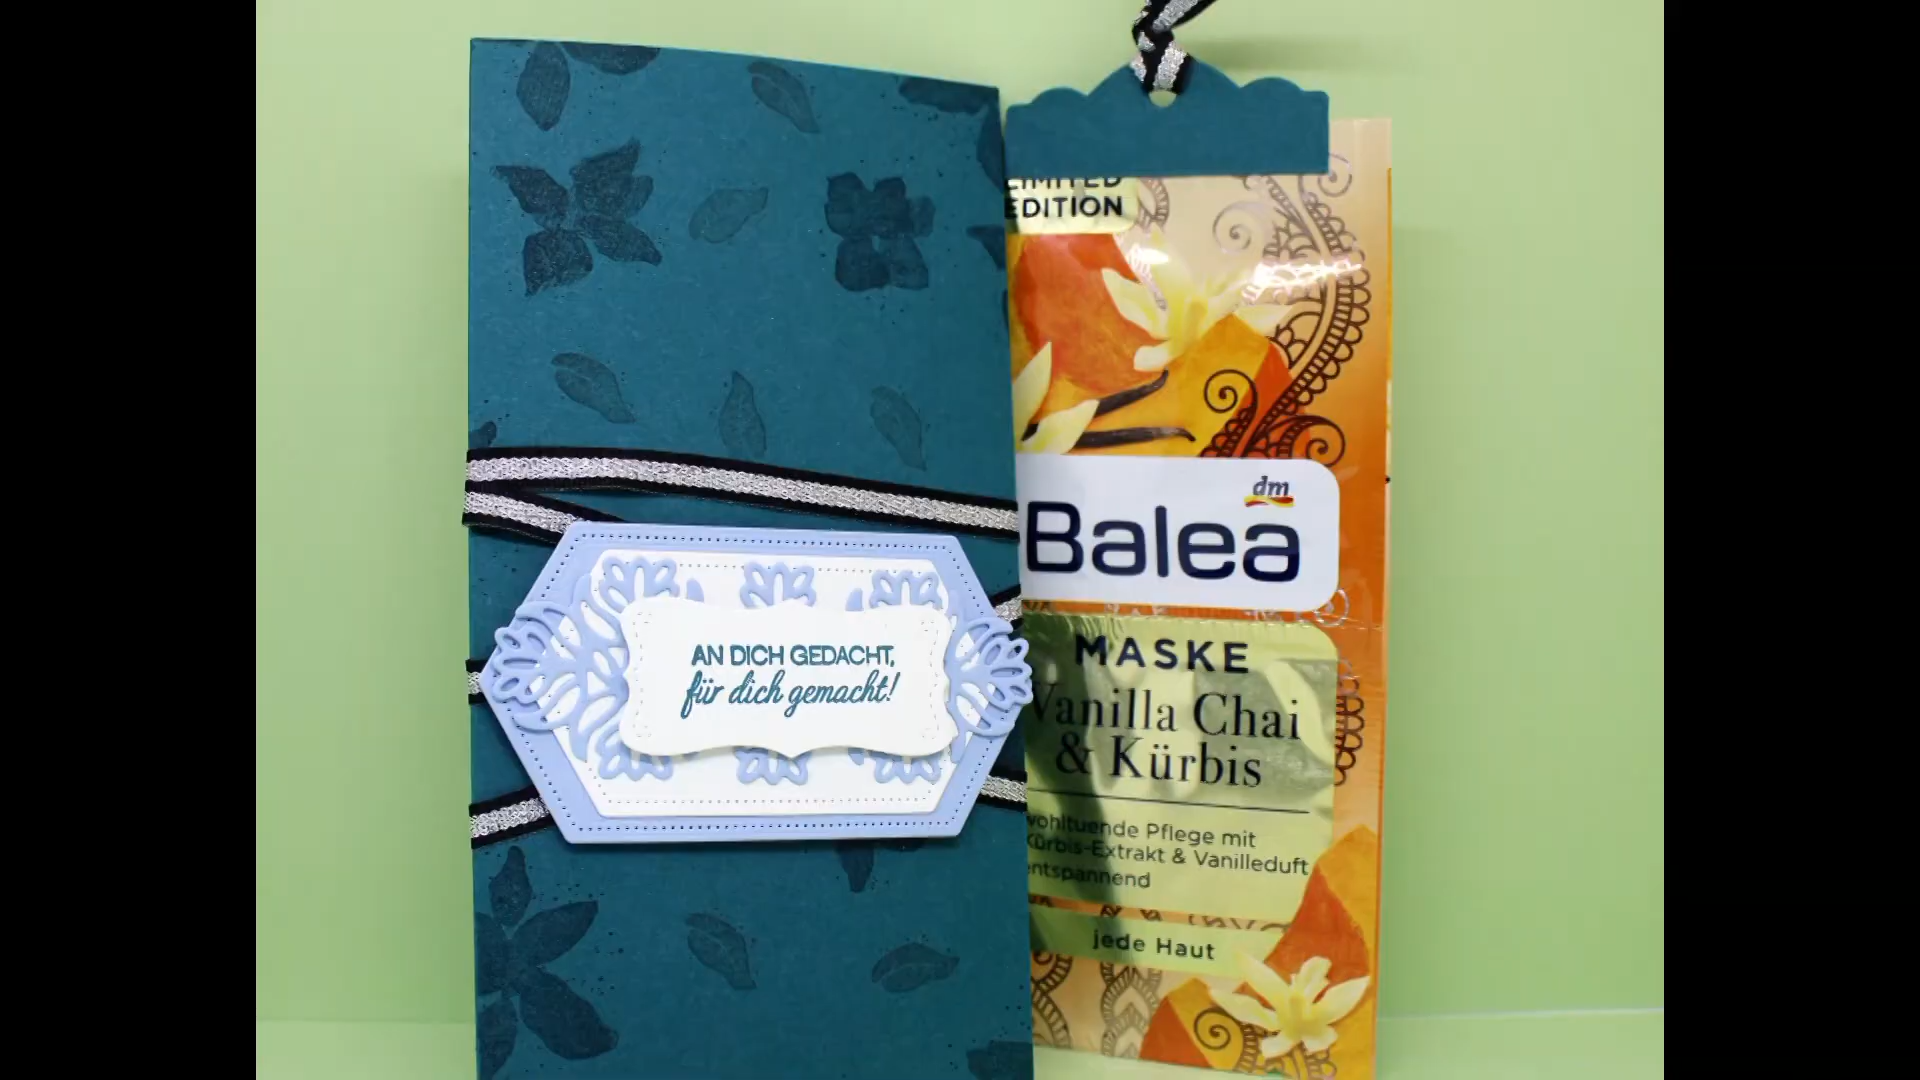 AN DICH GEDACHT,
für dich gemacht!
LIMITED
EDITION
dm
Balea
MASKE
Vanilla Chai
& Kürbis
wohltuende Pflege mit
Kürbis-Extrakt & Vanilleduft
entspannend
jede Haut